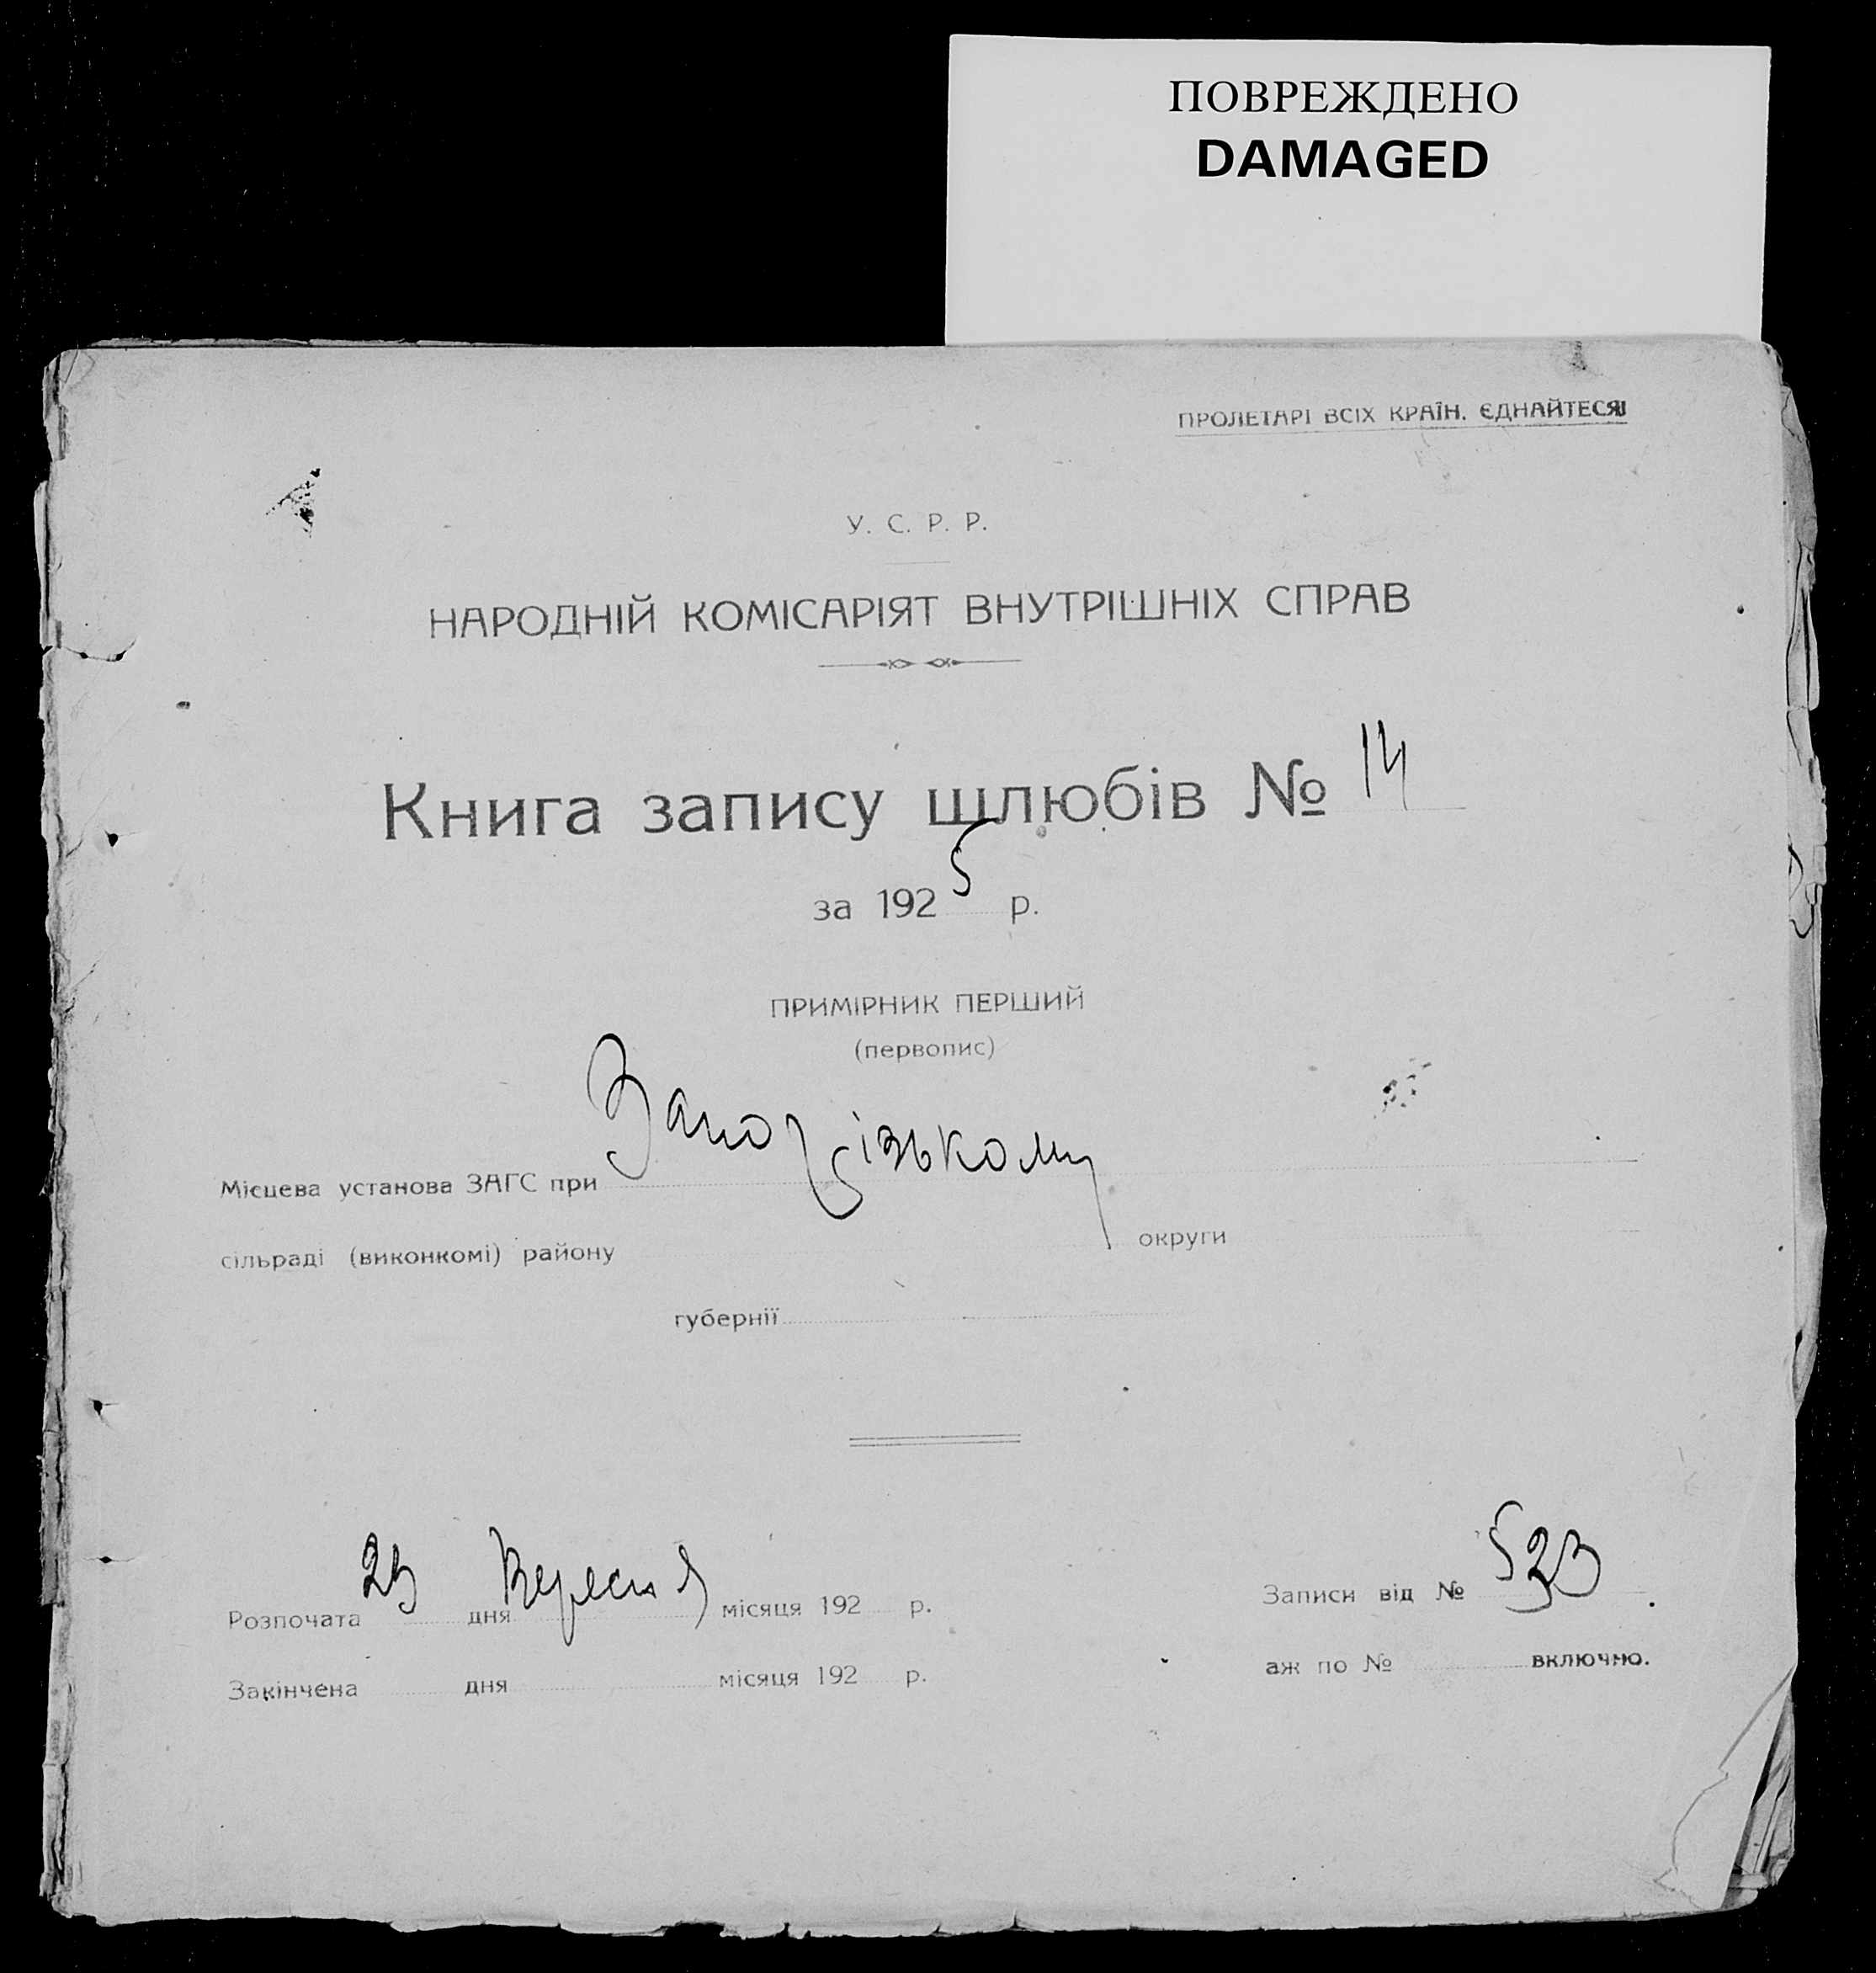 ПОВРЕЖДЕНО
DAMAGED
ПРОЛЕТАРІ ВСІХ КРАЇН, ЄДНАЙТЕСЯ!
У. С. Р. Р.
НАРОДНІЙ КОМІСАРІЯТ ВНУТРІШНІХ СПРАВ
Книга запису шлюбів № 14
за 1925 р.
ПРИМІРНИК ПЕРШИЙ
(первопис)
Місцева установа ЗАГС при
сільраді (виконкомі) району округи
губернії
Розпочата дня Вересня місяця 192 р. Записи від № 523
Закінчена дня місяця 192 р. аж по № включно.